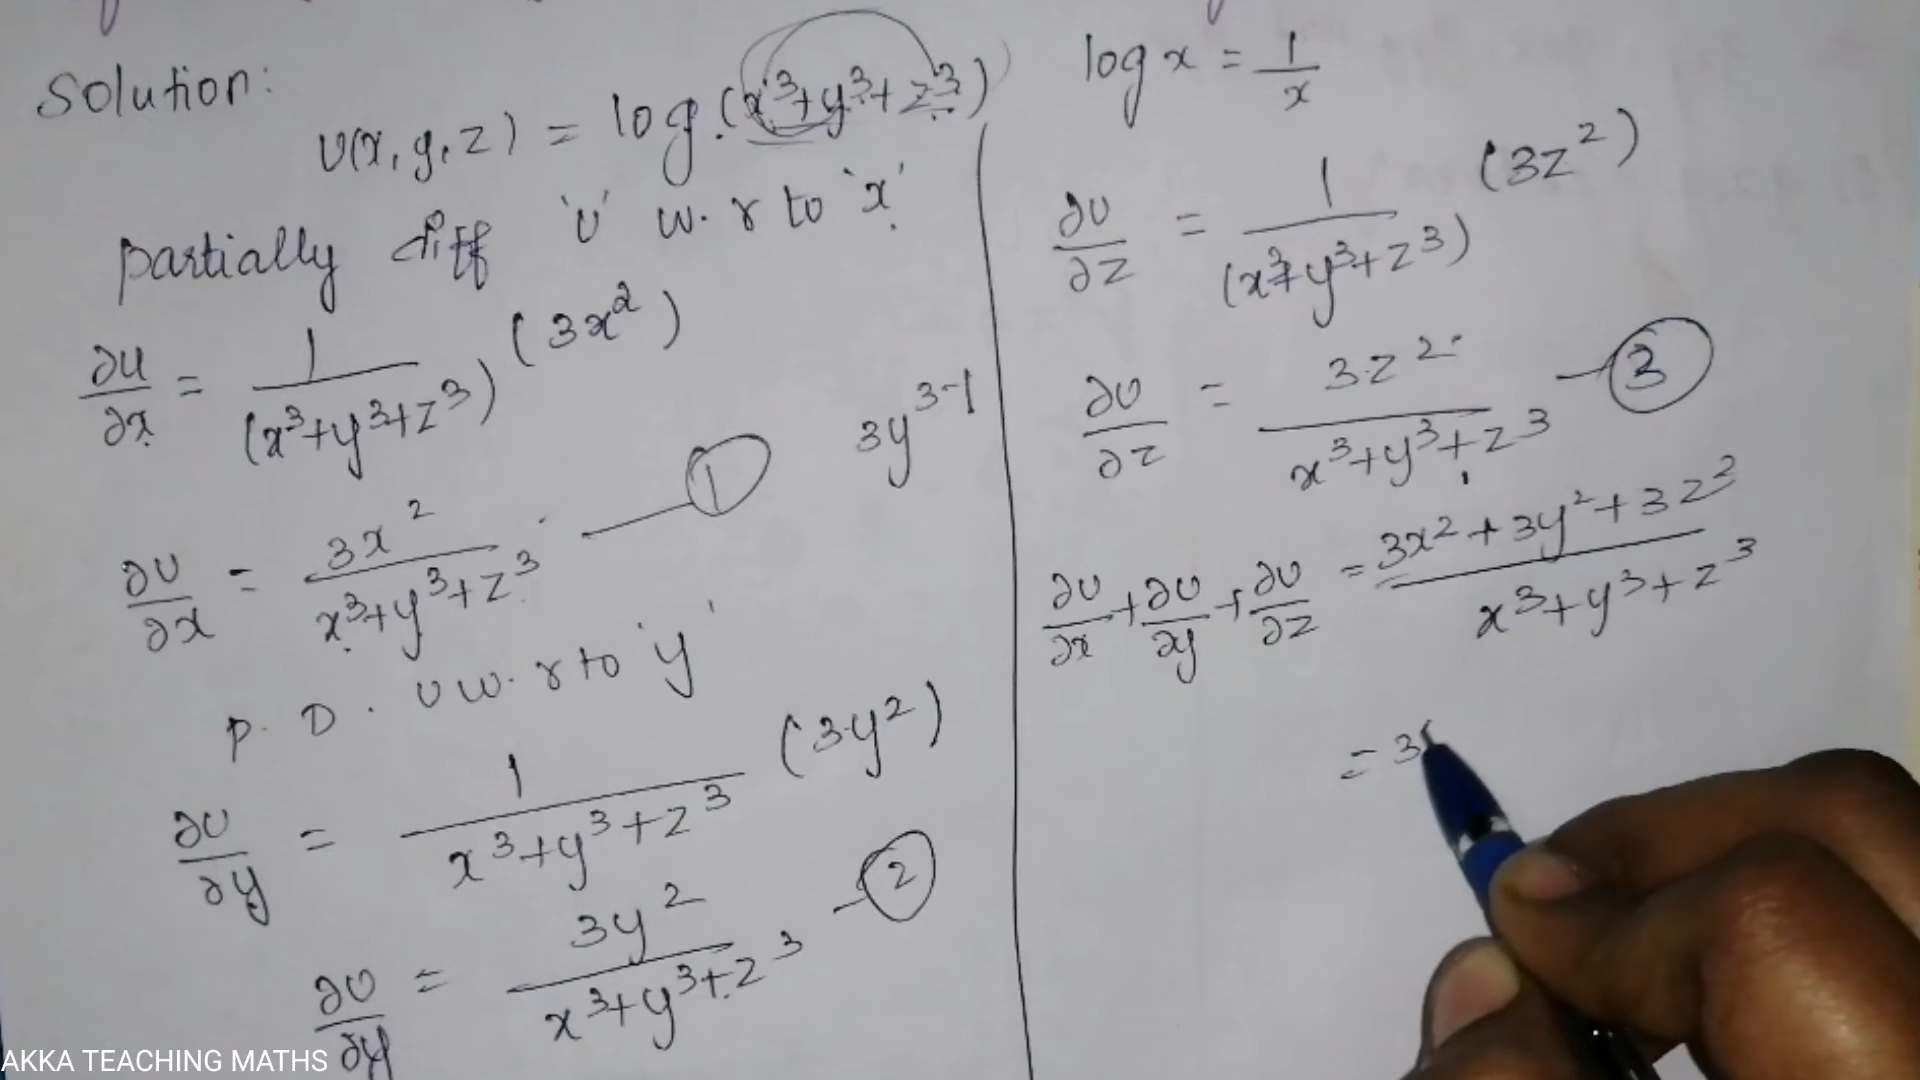 Solution:
U(x, y, z) = log (x³+y³+z³)
partially diff 'U' w. r to 'x'
∂u/∂x = 1/(x³+y³+z³) (3x²)
3y³⁻¹
∂U/∂x = 3x²/x³+y³+z³ — ①
P. D. U w. r to 'y'
∂U/∂y = 1/x³+y³+z³ (3y²)
∂U/∂y = 3y²/x³+y³+z³ — ②
log x = 1/x
∂U/∂z = 1/(x³+y³+z³) (3z²)
∂U/∂z = 3z²/x³+y³+z³ — ③
∂U/∂x + ∂U/∂y + ∂U/∂z = 3x²+3y²+3z²/x³+y³+z³
= 3(
AKKA TEACHING MATHS